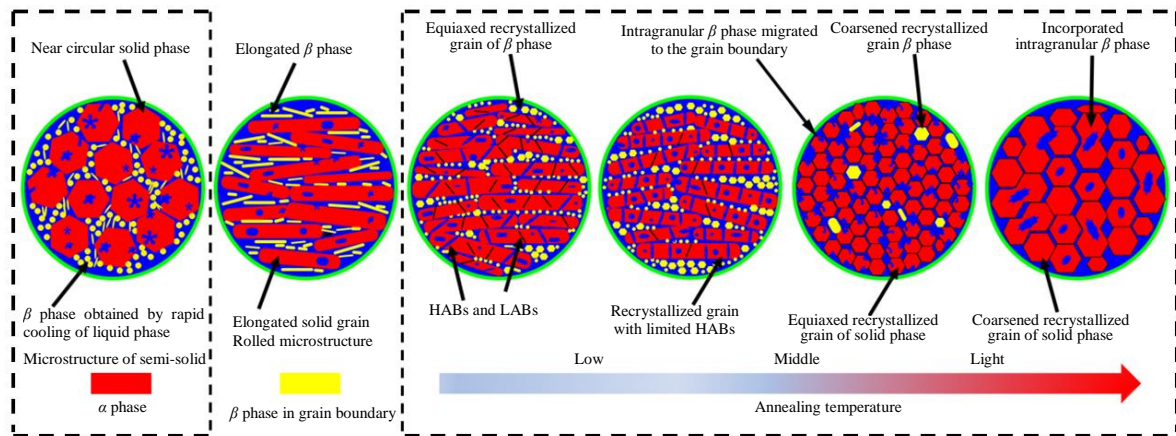 Near circular solid phase
β phase obtained by rapid
cooling of liquid phase
Microstructure of semi-solid
α phase
Elongated β phase
Elongated solid grain
Rolled microstructure
β phase in grain boundary
Equiaxed recrystallized
grain of β phase
Intragranular β phase migrated
to the grain boundary
Coarsened recrystallized
grain β phase
Incorporated
intragranular β phase
HABs and LABs
Recrystallized grain
with limited HABs
Equiaxed recrystallized
grain of solid phase
Coarsened recrystallized
grain of solid phase
Low
Middle
Light
Annealing temperature